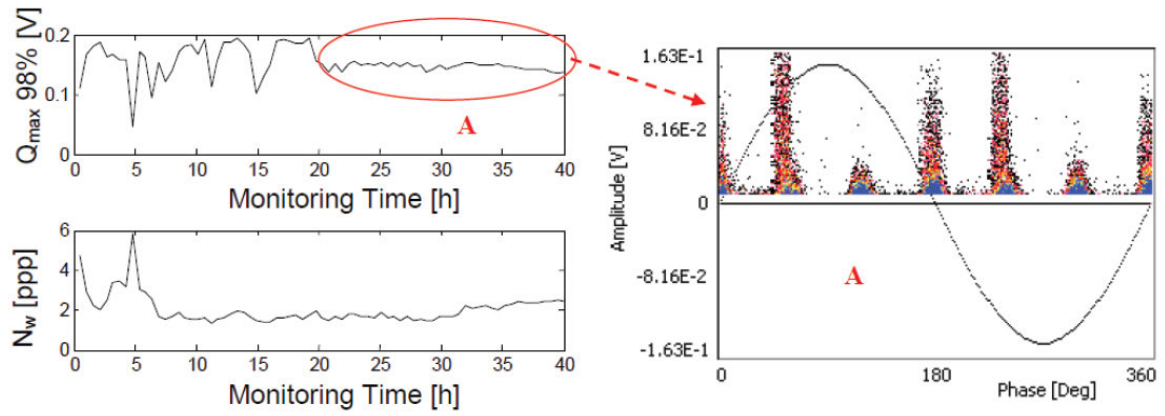 0.2
0.1
0
Q_max 98% [V]
A
0 5 10 15 20 25 30 35 40
Monitoring Time [h]
6
4
2
0
N_w [ppp]
0 5 10 15 20 25 30 35 40
Monitoring Time [h]
1.63E-1
8.16E-2
0
-8.16E-2
-1.63E-1
Amplitude [V]
A
0 180 360
Phase [Deg]